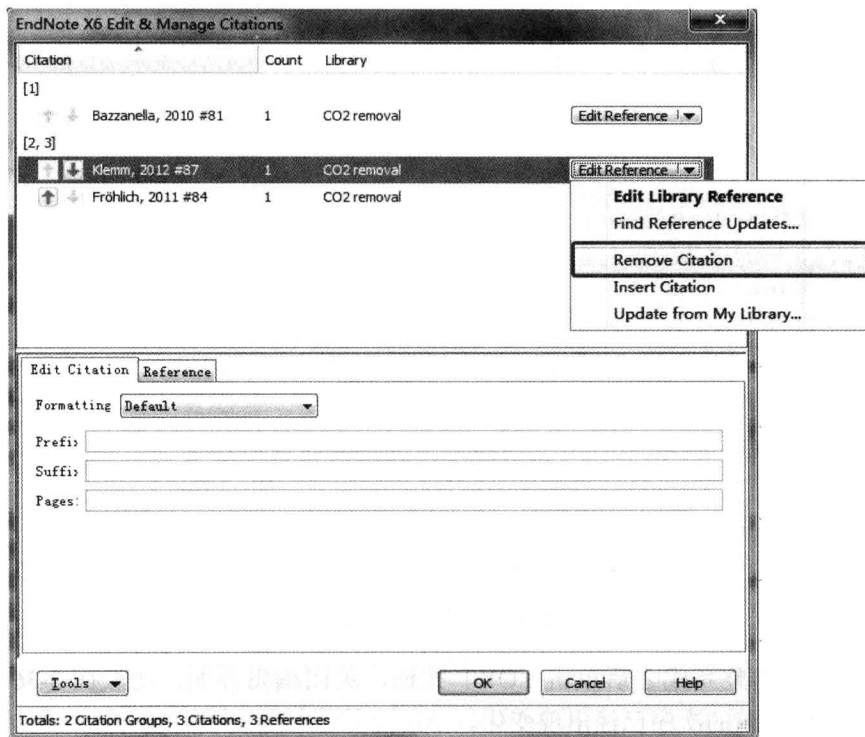 EndNote X6 Edit & Manage Citations
Citation Count Library
[1]
Bazzanella, 2010 #81 1 CO2 removal Edit Reference
[2, 3]
Klemm, 2012 #87 1 CO2 removal Edit Reference
Fröhlich, 2011 #84 1 CO2 removal
Edit Library Reference
Find Reference Updates...
Remove Citation
Insert Citation
Update from My Library...
Edit Citation Reference
Formatting Default
Prefi:
Suffi:
Pages:
Tools OK Cancel Help
Totals: 2 Citation Groups, 3 Citations, 3 References